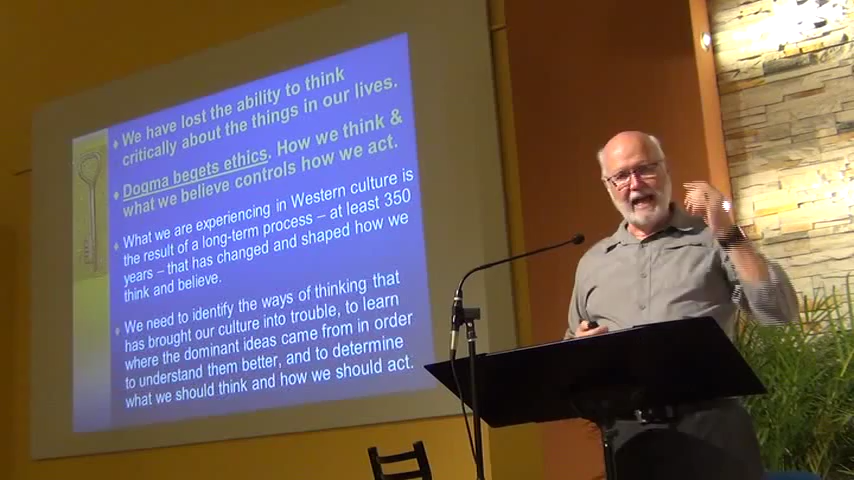 ♦ We have lost the ability to think
critically about the things in our lives.
♦ Dogma begets ethics. How we think &
what we believe controls how we act.
♦ What we are experiencing in Western culture is
the result of a long-term process – at least 350
years – that has changed and shaped how we
think and believe.
♦ We need to identify the ways of thinking that
has brought our culture into trouble, to learn
where the dominant ideas came from in order
to understand them better, and to determine
what we should think and how we should act.